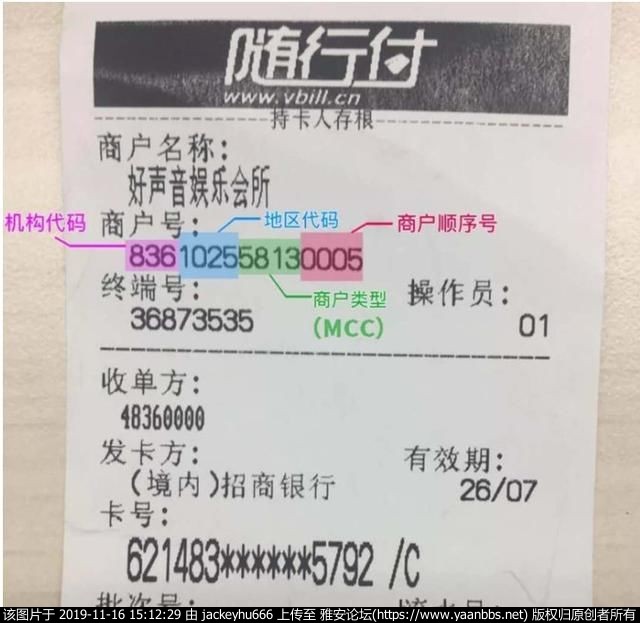 随行付
www.vbill.cn
持卡人存根
商户名称:
好声音娱乐会所
商户号:
机构代码
地区代码
商户顺序号
836102558130005
商户类型
(MCC)
终端号:
操作员:
36873535
01
收单方:
48360000
发卡方:
有效期:
(境内)招商银行
26/07
卡号:
621483******5792 /C
批次号:
该图片于 2019-11-16 15:12:29 由 jackeyhu666 上传至 雅安论坛(https://www.yaanbbs.net) 版权归原创者所有